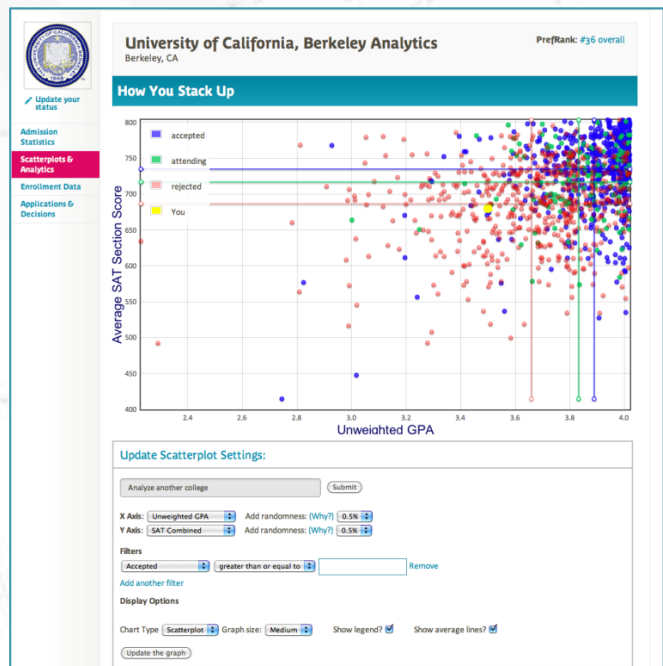 University of California, Berkeley Analytics
PrefRank: #36 overall
Berkeley, CA
Update your
status
How You Stack Up
Admission
Statistics
Scatterplots &
Analytics
Enrollment Data
Applications &
Decisions
accepted
attending
rejected
You
800
750
700
650
600
550
500
450
400
Average SAT Section Score
2.4 2.6 2.8 3.0 3.2 3.4 3.6 3.8 4.0
Unweighted GPA
Update Scatterplot Settings:
Analyze another college Submit
X Axis: Unweighted GPA Add randomness: (Why?) 0.5%
Y Axis: SAT Combined Add randomness: (Why?) 0.5%
Filters
Accepted greater than or equal to Remove
Add another filter
Display Options
Chart Type Scatterplot Graph size: Medium Show legend? Show average lines?
Update the graph